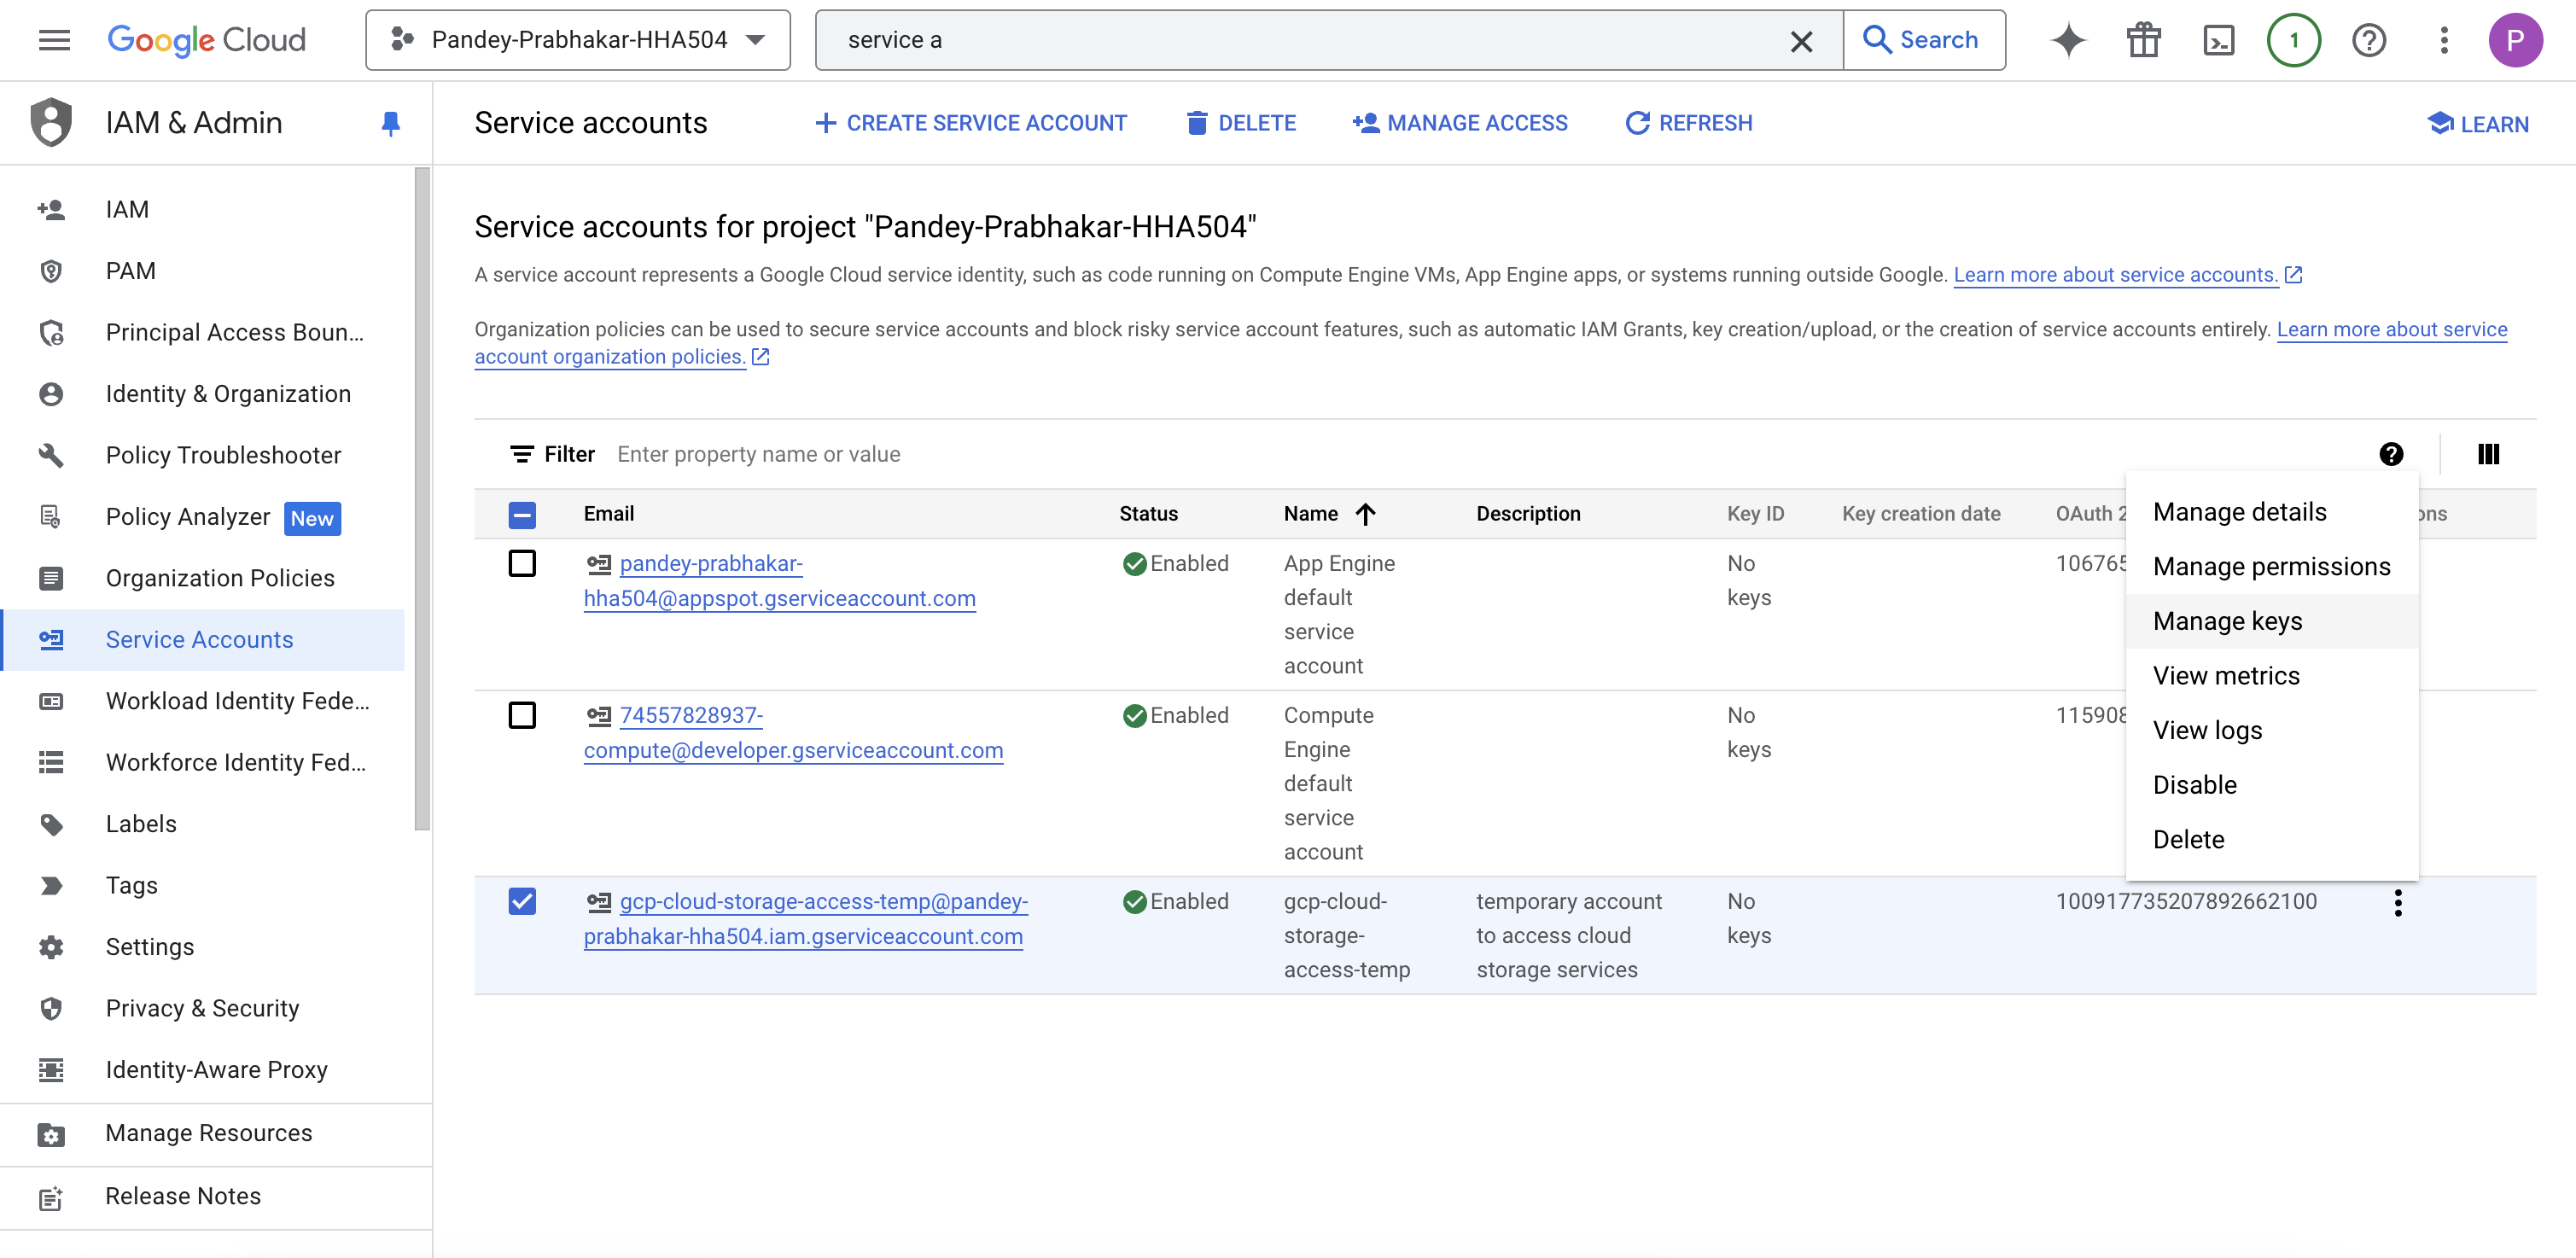 Google Cloud
Pandey-Prabhakar-HHA504
service a
Search
1
P
IAM & Admin
Service accounts
CREATE SERVICE ACCOUNT
DELETE
MANAGE ACCESS
REFRESH
LEARN
IAM
PAM
Principal Access Boun...
Identity & Organization
Policy Troubleshooter
Policy Analyzer New
Organization Policies
Service Accounts
Workload Identity Fede...
Workforce Identity Fed...
Labels
Tags
Settings
Privacy & Security
Identity-Aware Proxy
Manage Resources
Release Notes
Service accounts for project "Pandey-Prabhakar-HHA504"
A service account represents a Google Cloud service identity, such as code running on Compute Engine VMs, App Engine apps, or systems running outside Google. Learn more about service accounts.
Organization policies can be used to secure service accounts and block risky service account features, such as automatic IAM Grants, key creation/upload, or the creation of service accounts entirely. Learn more about service
account organization policies.
Filter Enter property name or value
Email Status Name Description Key ID Key creation date OAuth 2 ons
pandey-prabhakar-
hha504@appspot.gserviceaccount.com
Enabled
App Engine
default
service
account
No
keys
106765
74557828937-
compute@developer.gserviceaccount.com
Enabled
Compute
Engine
default
service
account
No
keys
115908
gcp-cloud-storage-access-temp@pandey-
prabhakar-hha504.iam.gserviceaccount.com
Enabled
gcp-cloud-
storage-
access-temp
temporary account
to access cloud
storage services
No
keys
100917735207892662100
Manage details
Manage permissions
Manage keys
View metrics
View logs
Disable
Delete